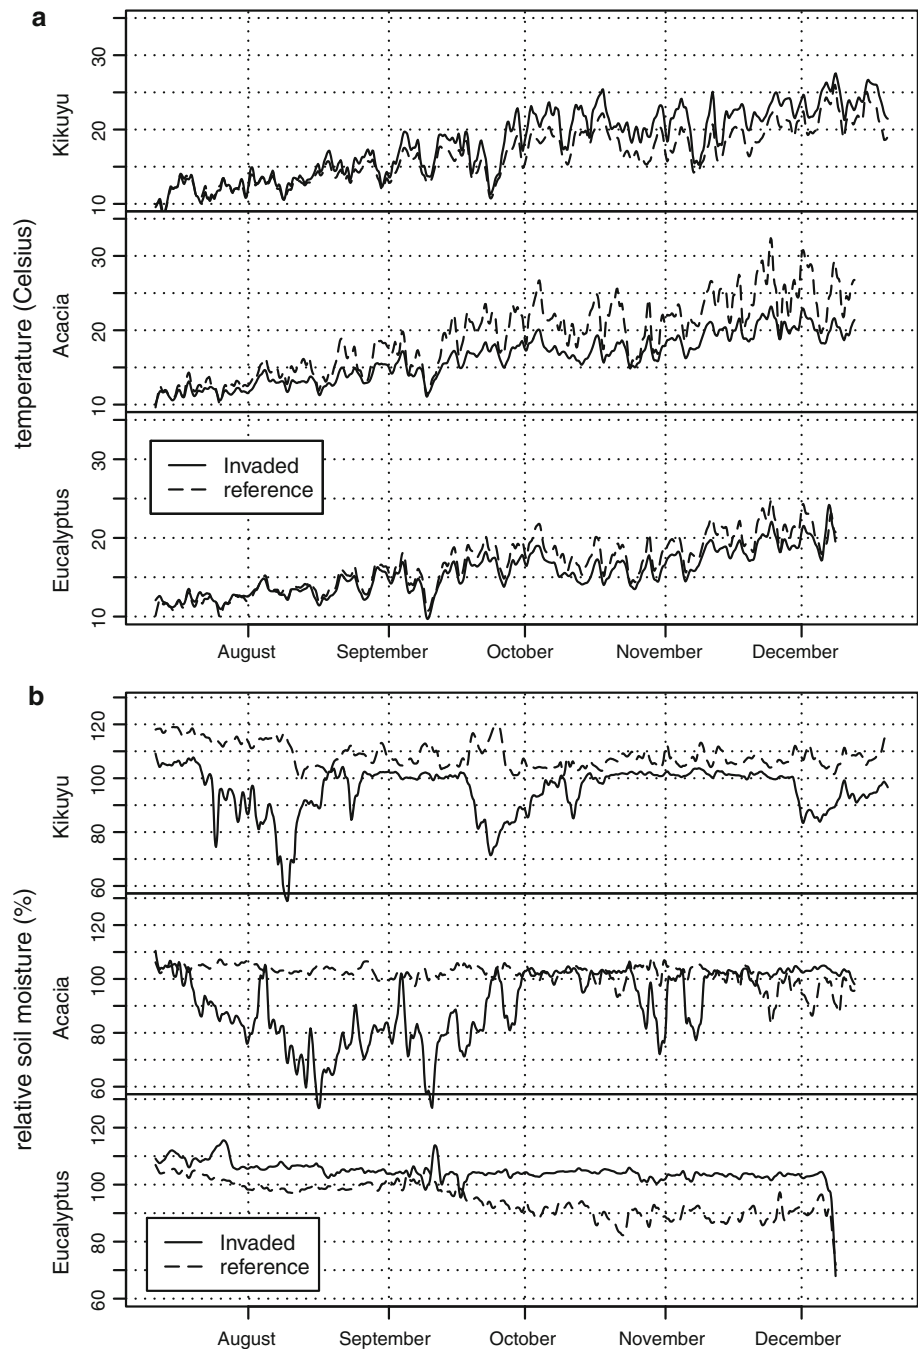 a
temperature (Celsius)
Kikuyu
30
20
10
Acacia
30
20
10
Eucalyptus
30
20
10
Invaded
reference
August September October November December
b
relative soil moisture (%)
Kikuyu
120
100
80
60
Acacia
120
100
80
60
Eucalyptus
120
100
80
60
Invaded
reference
August September October November December